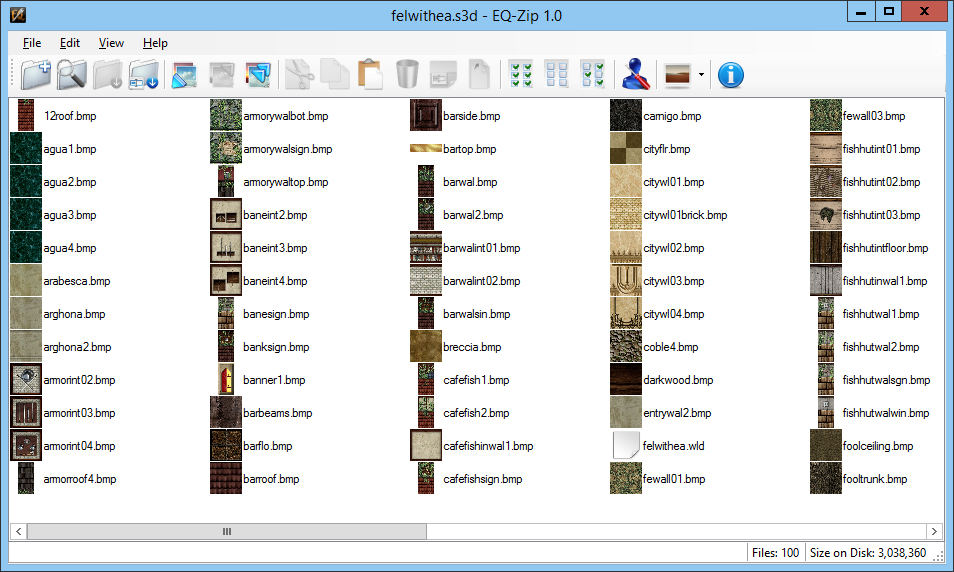 felwithea.s3d - EQ-Zip 1.0
File Edit View Help
12roof.bmp
agua1.bmp
agua2.bmp
agua3.bmp
agua4.bmp
arabesca.bmp
arghona.bmp
arghona2.bmp
armorint02.bmp
armorint03.bmp
armorint04.bmp
armorroof4.bmp
armorywalbot.bmp
armorywalsign.bmp
armorywaltop.bmp
baneint2.bmp
baneint3.bmp
baneint4.bmp
banesign.bmp
banksign.bmp
banner1.bmp
barbeams.bmp
barflo.bmp
barroof.bmp
barside.bmp
bartop.bmp
barwal.bmp
barwal2.bmp
barwalint01.bmp
barwalint02.bmp
barwalsin.bmp
breccia.bmp
cafefish1.bmp
cafefish2.bmp
cafefishinwal1.bmp
cafefishsign.bmp
camigo.bmp
cityflr.bmp
citywl01.bmp
citywl01brick.bmp
citywl02.bmp
citywl03.bmp
citywl04.bmp
coble4.bmp
darkwood.bmp
entrywal2.bmp
felwithea.wld
fewall01.bmp
fewall03.bmp
fishhutint01.bmp
fishhutint02.bmp
fishhutint03.bmp
fishhutintfloor.bmp
fishhutinwal1.bmp
fishhutwal1.bmp
fishhutwal2.bmp
fishhutwalsgn.bmp
fishhutwalwin.bmp
foolceiling.bmp
fooltrunk.bmp
Files: 100 Size on Disk: 3,038,360